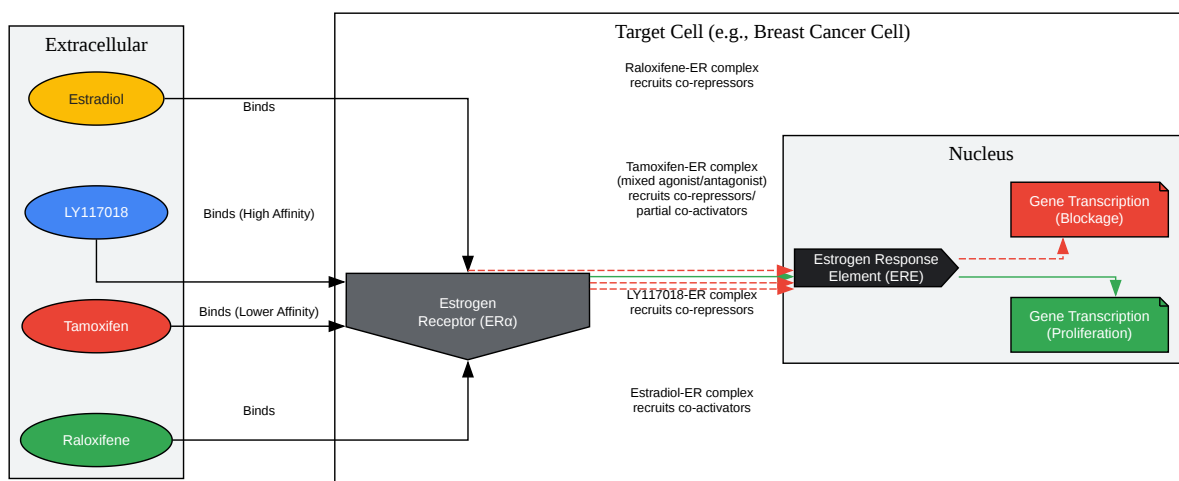 Extracellular
Estradiol
LY117018
Tamoxifen
Raloxifene
Binds
Binds (High Affinity)
Binds (Lower Affinity)
Binds
Target Cell (e.g., Breast Cancer Cell)
Estrogen
Receptor (ERα)
Raloxifene-ER complex
recruits co-repressors
Tamoxifen-ER complex
(mixed agonist/antagonist)
recruits co-repressors/
partial co-activators
LY117018-ER complex
recruits co-repressors
Estradiol-ER complex
recruits co-activators
Nucleus
Estrogen Response
Element (ERE)
Gene Transcription
(Blockage)
Gene Transcription
(Proliferation)